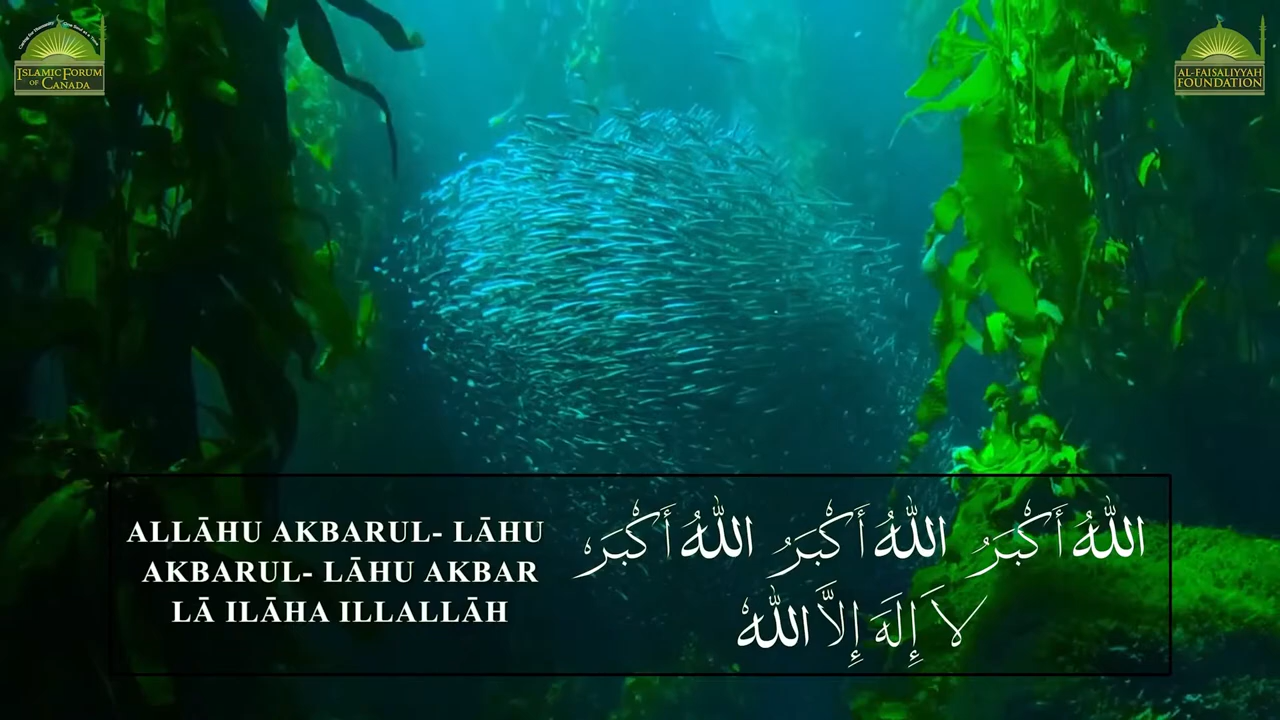 ISLAMIC FORUM
OF CANADA
AL-FAISALIYYAH
FOUNDATION
ALLĀHU AKBARUL- LĀHU
AKBARUL- LĀHU AKBAR
LĀ ILĀHA ILLALLĀH
اللهُ أَكْبَرُ اللهُ أَكْبَرُ اللهُ أَكْبَرْ
لاَ إِلَهَ إِلاَّ اللهُ